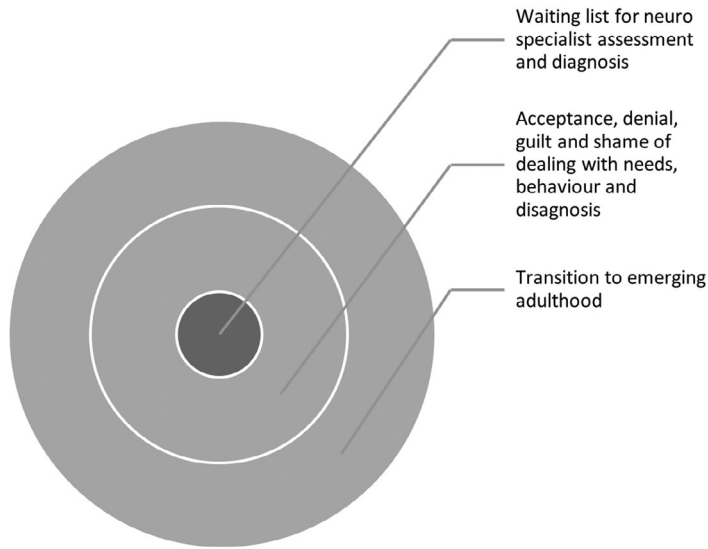 Waiting list for neuro
specialist assessment
and diagnosis
Acceptance, denial,
guilt and shame of
dealing with needs,
behaviour and
disagnosis
Transition to emerging
adulthood